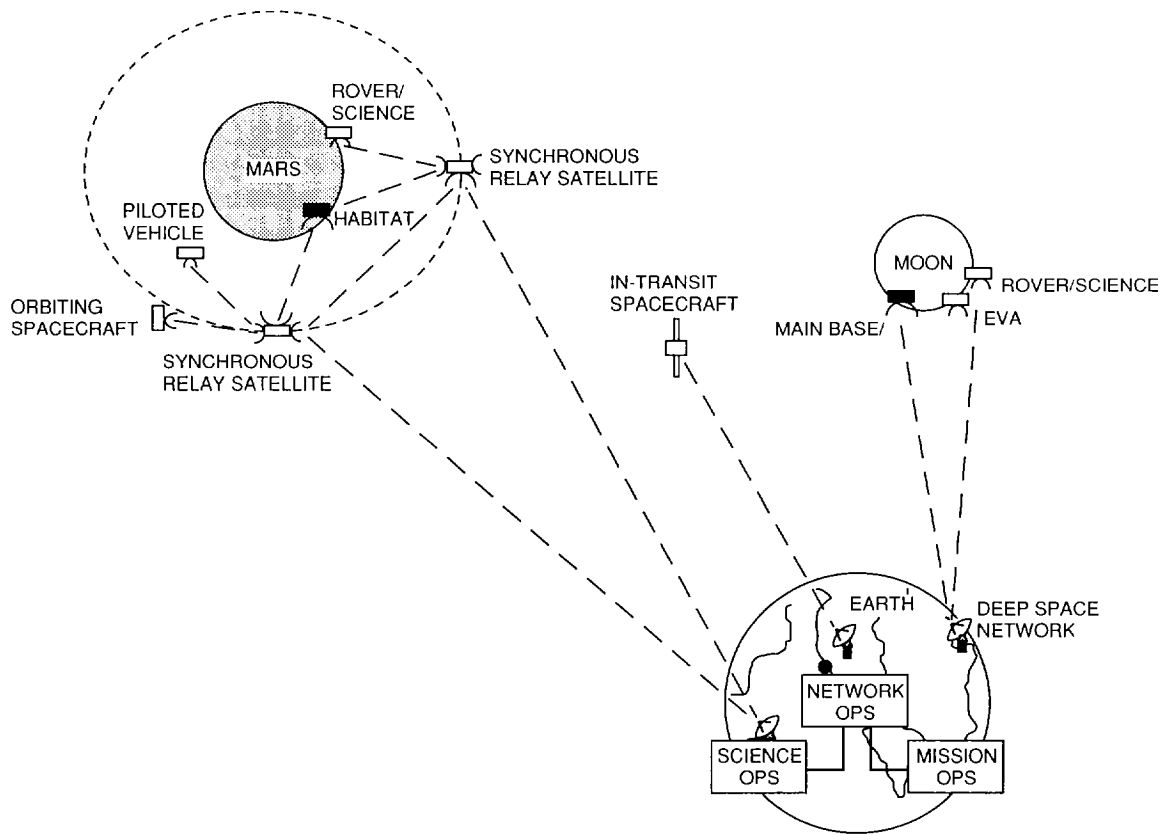 ROVER/
SCIENCE
MARS
SYNCHRONOUS
RELAY SATELLITE
PILOTED
VEHICLE
HABITAT
ORBITING
SPACECRAFT
SYNCHRONOUS
RELAY SATELLITE
IN-TRANSIT
SPACECRAFT
MOON
ROVER/SCIENCE
MAIN BASE/
EVA
EARTH
DEEP SPACE
NETWORK
NETWORK
OPS
SCIENCE
OPS
MISSION
OPS